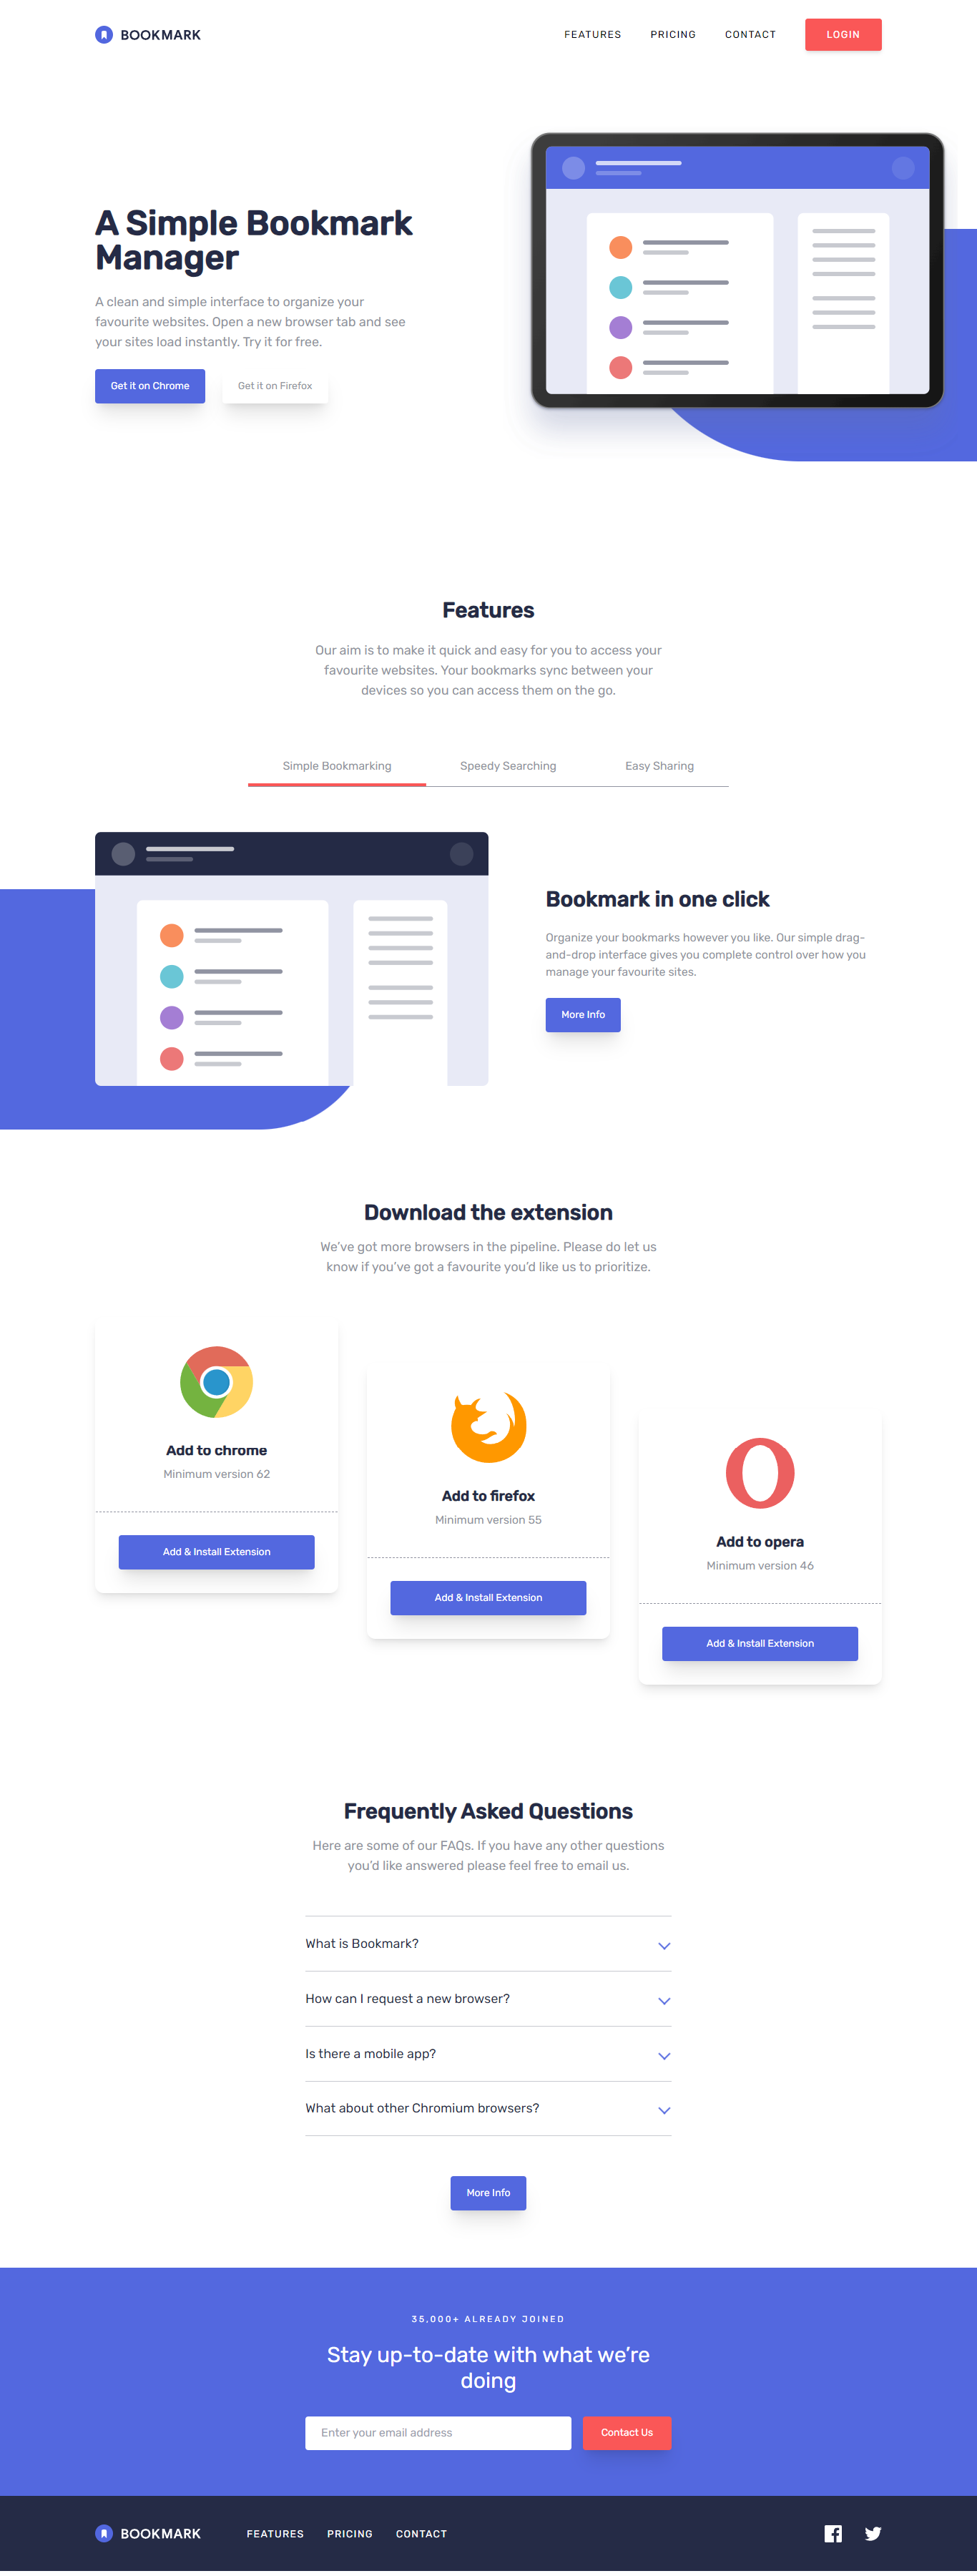 BOOKMARK
FEATURES
PRICING
CONTACT
LOGIN
A Simple Bookmark
Manager
A clean and simple interface to organize your
favourite websites. Open a new browser tab and see
your sites load instantly. Try it for free.
Get it on Chrome
Get it on Firefox
Features
Our aim is to make it quick and easy for you to access your
favourite websites. Your bookmarks sync between your
devices so you can access them on the go.
Simple Bookmarking
Speedy Searching
Easy Sharing
Bookmark in one click
Organize your bookmarks however you like. Our simple drag-
and-drop interface gives you complete control over how you
manage your favourite sites.
More Info
Download the extension
We've got more browsers in the pipeline. Please do let us
know if you've got a favourite you'd like us to prioritize.
Add to chrome
Minimum version 62
Add & Install Extension
Add to firefox
Minimum version 55
Add & Install Extension
Add to opera
Minimum version 46
Add & Install Extension
Frequently Asked Questions
Here are some of our FAQs. If you have any other questions
you'd like answered please feel free to email us.
What is Bookmark?
How can I request a new browser?
Is there a mobile app?
What about other Chromium browsers?
More Info
35,000+ ALREADY JOINED
Stay up-to-date with what we're
doing
Enter your email address
Contact Us
BOOKMARK
FEATURES
PRICING
CONTACT